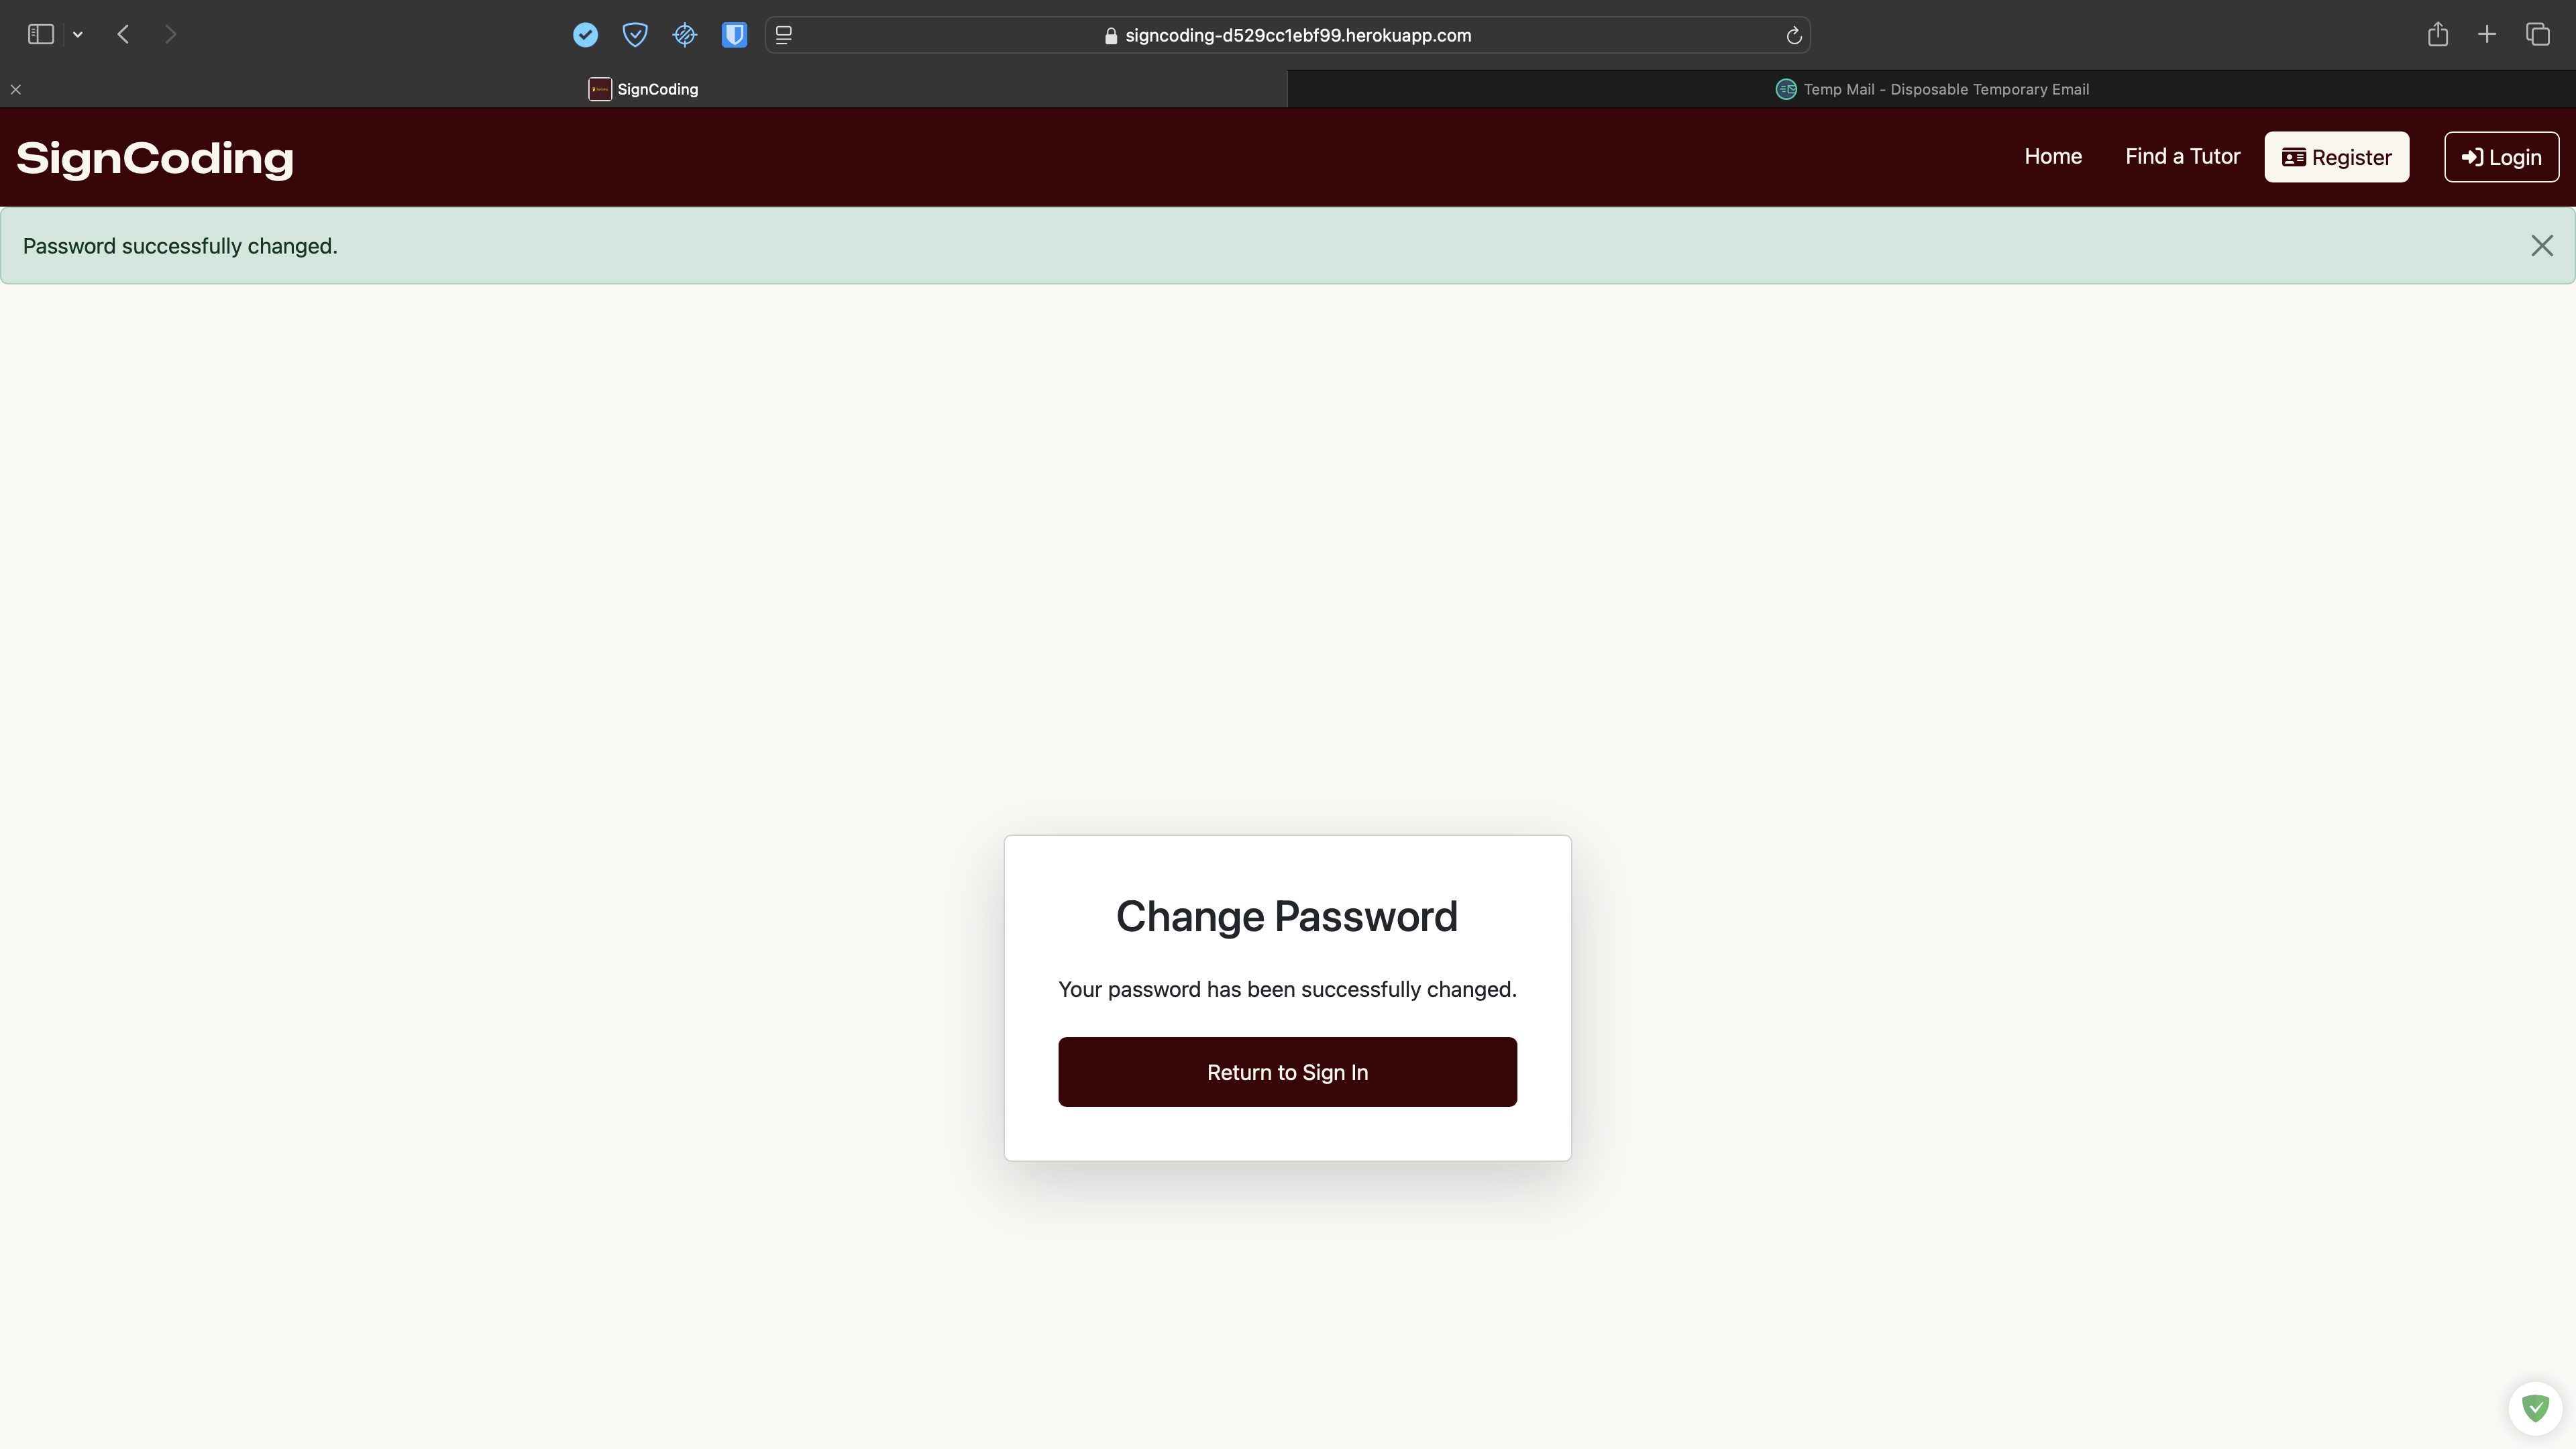 signcoding-d529cc1ebf99.herokuapp.com
SignCoding
Temp Mail - Disposable Temporary Email
SignCoding
Home
Find a Tutor
Register
Login
Password successfully changed.
Change Password
Your password has been successfully changed.
Return to Sign In